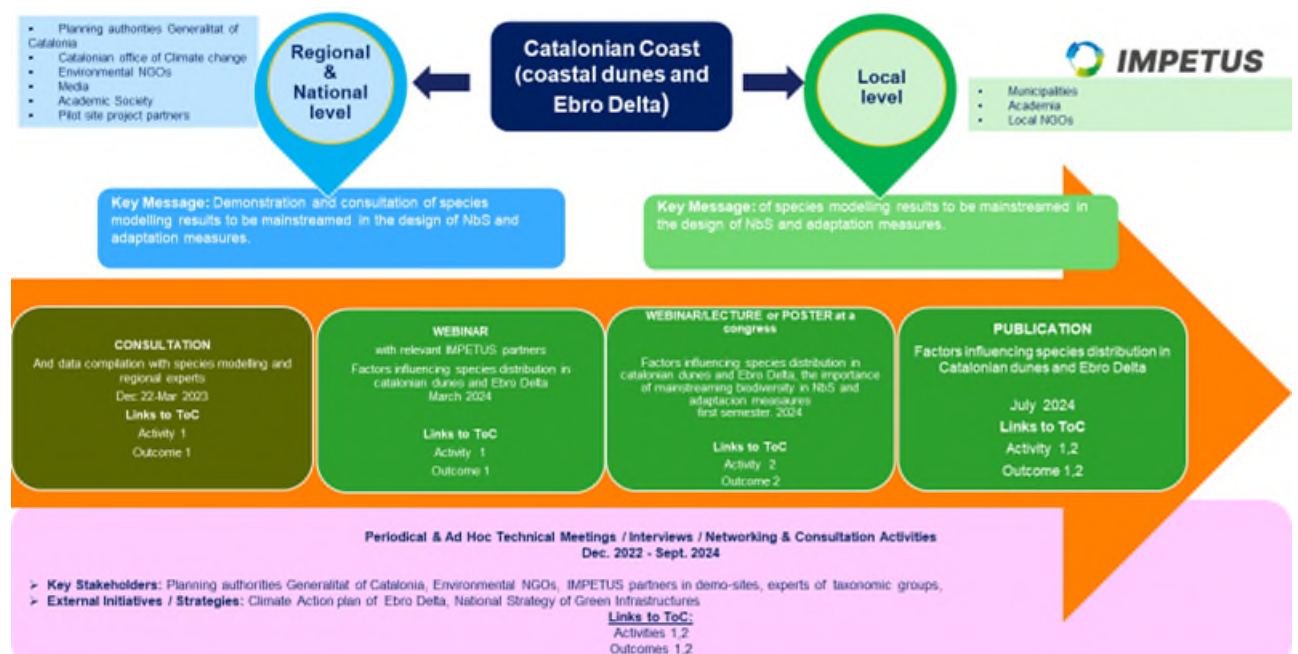 ▪ Planning authorities Generalitat of
Catalonia
▪ Catalonian office of Climate change
▪ Environmental NGOs
▪ Media
▪ Academic Society
▪ Pilot site project partners
Regional
&
National
level
Catalonian Coast
(coastal dunes and
Ebro Delta)
Local
level
IMPETUS
▪ Municipalities
▪ Academia
▪ Local NGOs
Key Message: Demonstration and consultation of species
modelling results to be mainstreamed in the design of NbS and
adaptation measures.
Key Message: of species modelling results to be mainstreamed in
the design of NbS and adaptation measures.
CONSULTATION
And data compilation with species modelling and
regional experts
Dec 22-Mar 2023
Links to ToC
Activity 1
Outcome 1
WEBINAR
with relevant IMPETUS partners
Factors influencing species distribution in
catalonian dunes and Ebro Delta
March 2024
Links to ToC
Activity 1
Outcome 1
WEBINAR/LECTURE or POSTER at a
congress
Factors influencing species distribution in
catalonian dunes and Ebro Delta, the importance
of mainstreaming biodiversity in NbS and
adaptacion measaures
first semester. 2024
Links to ToC
Activity 2
Outcome 2
PUBLICATION
Factors influencing species distribution in
Catalonian dunes and Ebro Delta
July 2024
Links to ToC
Activity 1,2
Outcome 1,2
Periodical & Ad Hoc Technical Meetings / Interviews / Networking & Consultation Activities
Dec. 2022 - Sept. 2024
➢ Key Stakeholders: Planning authorities Generalitat of Catalonia, Environmental NGOs, IMPETUS partners in demo-sites, experts of taxonomic groups,
➢ External Initiatives / Strategies: Climate Action plan of Ebro Delta, National Strategy of Green Infrastructures
Links to ToC:
Activities 1,2
Outcomes 1,2